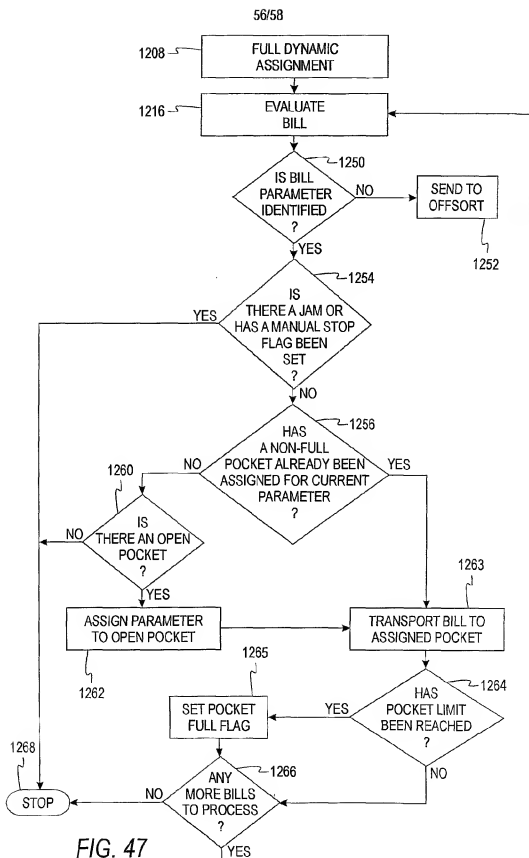 56/58
1208
FULL DYNAMIC
ASSIGNMENT
1216
EVALUATE
BILL
1250
IS BILL
PARAMETER
IDENTIFIED
?
NO
SEND TO
OFFSORT
1252
YES
1254
IS
THERE A JAM OR
HAS A MANUAL STOP
FLAG BEEN
SET
?
YES
NO
1256
HAS
A NON-FULL
POCKET ALREADY BEEN
ASSIGNED FOR CURRENT
PARAMETER
?
NO
YES
1260
IS
THERE AN OPEN
POCKET
?
NO
YES
ASSIGN PARAMETER
TO OPEN POCKET
1262
1263
TRANSPORT BILL TO
ASSIGNED POCKET
1264
HAS
POCKET LIMIT
BEEN REACHED
?
YES
NO
1265
SET POCKET
FULL FLAG
1266
ANY
MORE BILLS
TO PROCESS
?
NO
YES
1268
STOP
FIG. 47